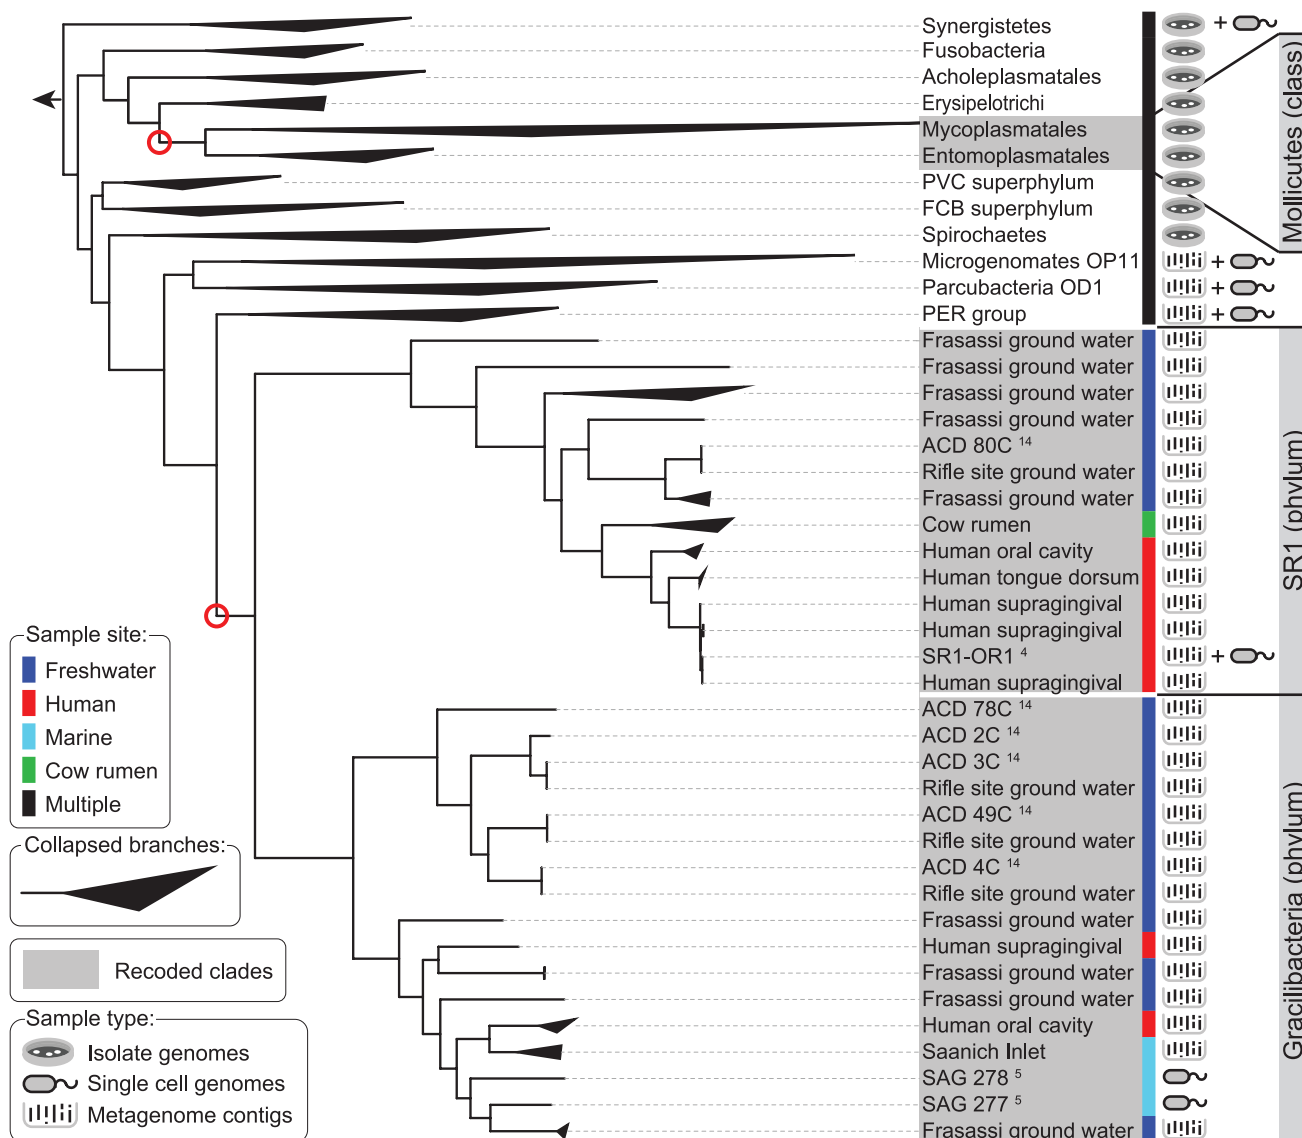 Synergistetes +
Fusobacteria
Acholeplasmatales
Erysipelotrichi
Mycoplasmatales
Entomoplasmatales
PVC superphylum
FCB superphylum
Spirochaetes
Microgenomates OP11 +
Parcubacteria OD1 +
PER group +
Mollicutes (class)
Frasassi ground water
Frasassi ground water
Frasassi ground water
Frasassi ground water
ACD 80C 14
Rifle site ground water
Frasassi ground water
Cow rumen
Human oral cavity
Human tongue dorsum
Human supragingival
Human supragingival
SR1-OR1 4 +
Human supragingival
SR1 (phylum)
ACD 78C 14
ACD 2C 14
ACD 3C 14
Rifle site ground water
ACD 49C 14
Rifle site ground water
ACD 4C 14
Rifle site ground water
Frasassi ground water
Human supragingival
Frasassi ground water
Frasassi ground water
Human oral cavity
Saanich Inlet
SAG 278 5
SAG 277 5
Frasassi ground water
Gracilibacteria (phylum)
Sample site:
Freshwater
Human
Marine
Cow rumen
Multiple
Collapsed branches:
Recoded clades
Sample type:
Isolate genomes
Single cell genomes
Metagenome contigs